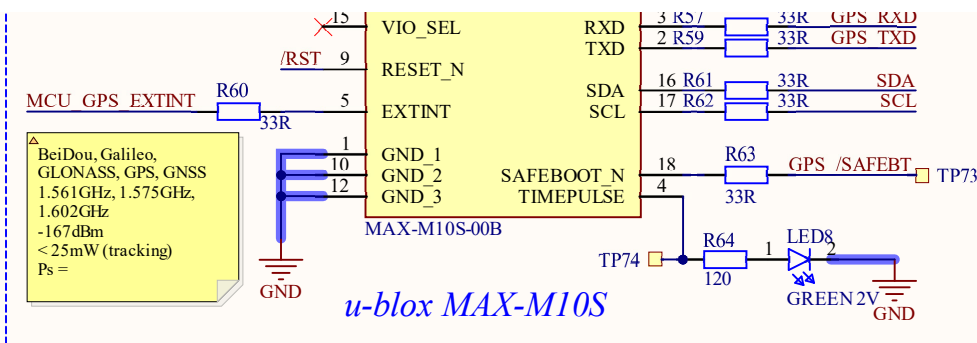 15 VIO_SEL RXD 3 R57 33R GPS_RXD
TXD 2 R59 33R GPS_TXD
/RST 9 RESET_N
SDA 16 R61 33R SDA
MCU_GPS_EXTINT R60 33R 5 EXTINT SCL 17 R62 33R SCL
1 GND_1
10 GND_2 SAFEBOOT_N 18 R63 33R GPS_/SAFEBT TP73
12 GND_3 TIMEPULSE 4
MAX-M10S-00B
BeiDou, Galileo,
GLONASS, GPS, GNSS
1.561GHz, 1.575GHz,
1.602GHz
-167dBm
< 25mW (tracking)
Ps =
GND
TP74 R64 120 1 LED8 2
GREEN 2V
GND
u-blox MAX-M10S